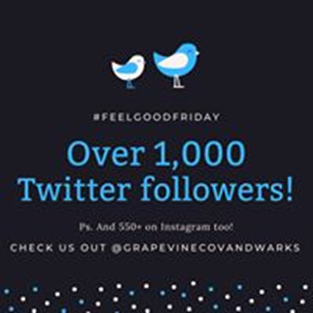 #FEELGOODFRIDAY
Over 1,000
Twitter followers!
Ps. And 550+ on Instagram too!
CHECK US OUT @GRAPEVINECOVANDWARKS